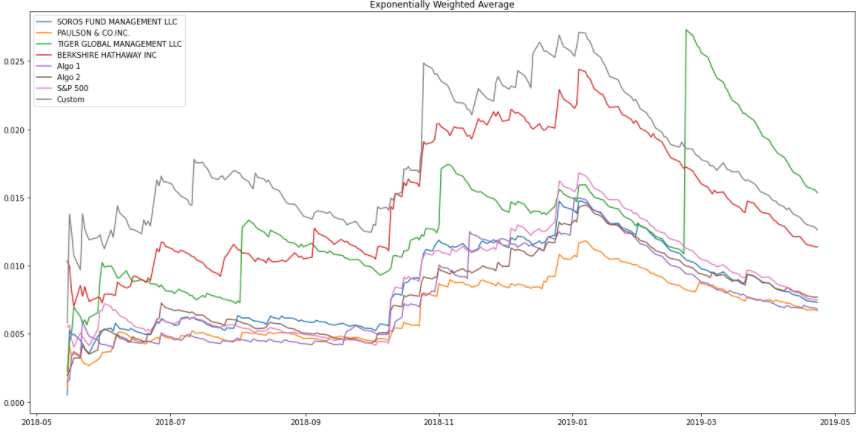 Exponentially Weighted Average
SOROS FUND MANAGEMENT LLC
PAULSON & CO.INC.
TIGER GLOBAL MANAGEMENT LLC
BERKSHIRE HATHAWAY INC
Algo 1
Algo 2
S&P 500
Custom
0.025
0.020
0.015
0.010
0.005
0.000
2018-05 2018-07 2018-09 2018-11 2019-01 2019-03 2019-05